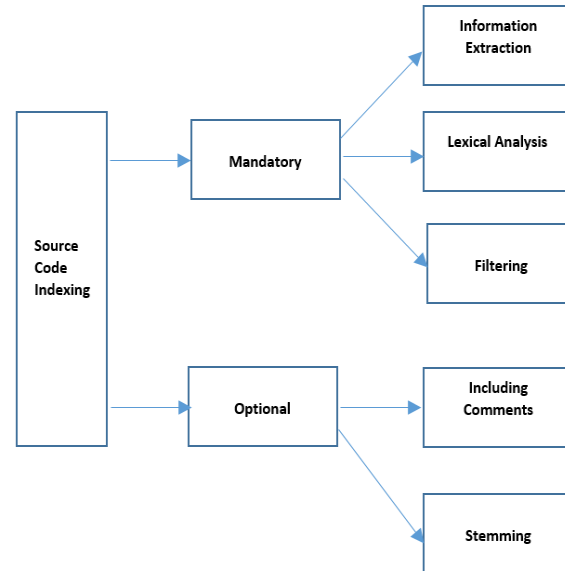 Information
Extraction
Lexical Analysis
Mandatory
Source
Code
Indexing
Filtering
Including
Comments
Optional
Stemming